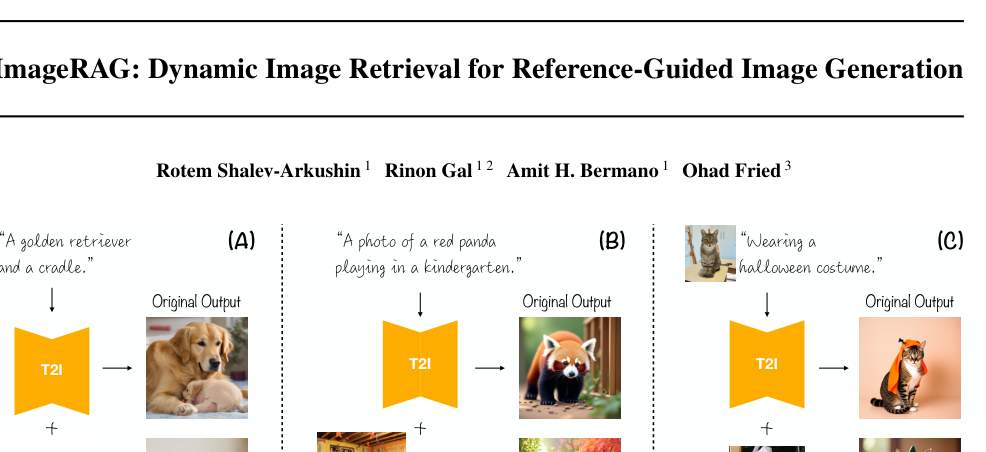 ImageRAG: Dynamic Image Retrieval for Reference-Guided Image Generation
Rotem Shalev-Arkushin 1 Rinon Gal 1 2 Amit H. Bermano 1 Ohad Fried 3
"A golden retriever
and a cradle."
(A)
Original Output
T2I
+
"A photo of a red panda
playing in a kindergarten."
(B)
Original Output
T2I
+
"Wearing a
halloween costume."
(C)
Original Output
T2I
+